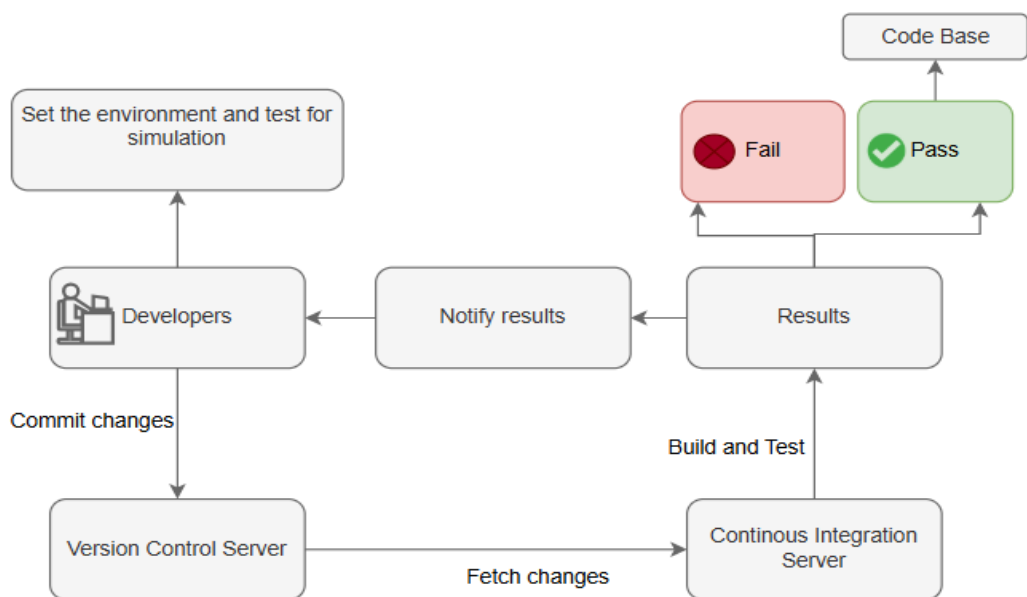 Code Base
Set the environment and test for
simulation
Fail
Pass
Developers
Notify results
Results
Commit changes
Build and Test
Version Control Server
Continous Integration
Server
Fetch changes